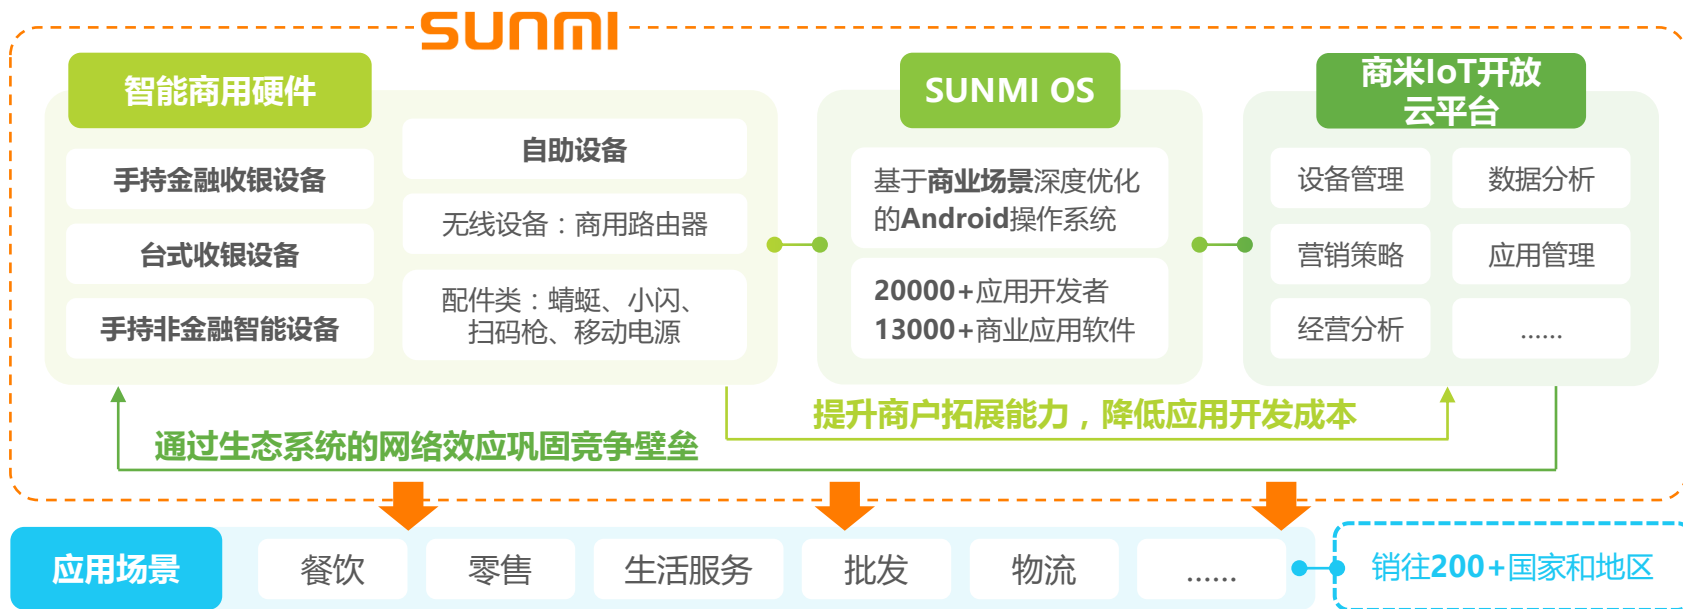 SUNMI
智能商用硬件
手持金融收银设备
台式收银设备
手持非金融智能设备
自助设备
无线设备：商用路由器
配件类：蜻蜓、小闪、
扫码枪、移动电源
SUNMI OS
基于商业场景深度优化
的Android操作系统
20000+应用开发者
13000+商业应用软件
商米IoT开放
云平台
设备管理
数据分析
营销策略
应用管理
经营分析
……
提升商户拓展能力，降低应用开发成本
通过生态系统的网络效应巩固竞争壁垒
应用场景
餐饮
零售
生活服务
批发
物流
……
销往200+国家和地区